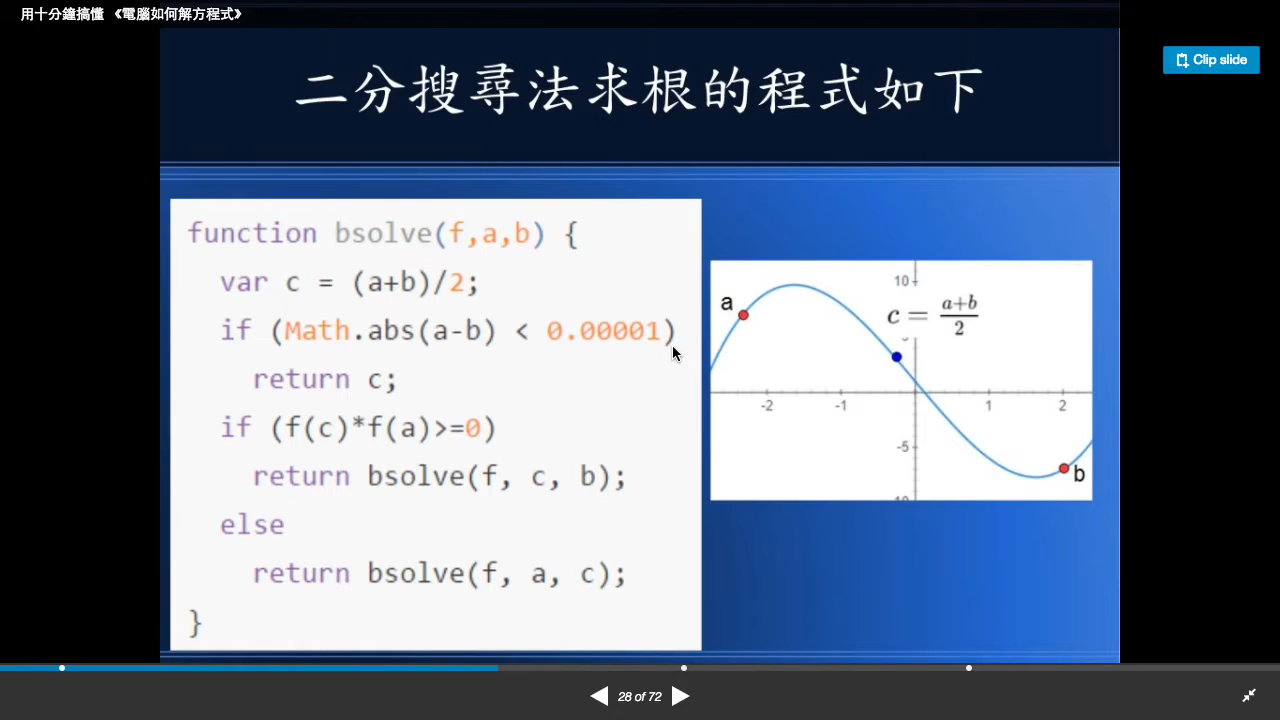 用十分鐘搞懂 《電腦如何解方程式》
Clip slide
二分搜尋法求根的程式如下
function bsolve(f,a,b) {
  var c = (a+b)/2;
  if (Math.abs(a-b) < 0.00001)
    return c;
  if (f(c)*f(a)>=0)
    return bsolve(f, c, b);
  else
    return bsolve(f, a, c);
}
10
a
c = a+b/2
-2 -1 1 2
-5
b
28 of 72